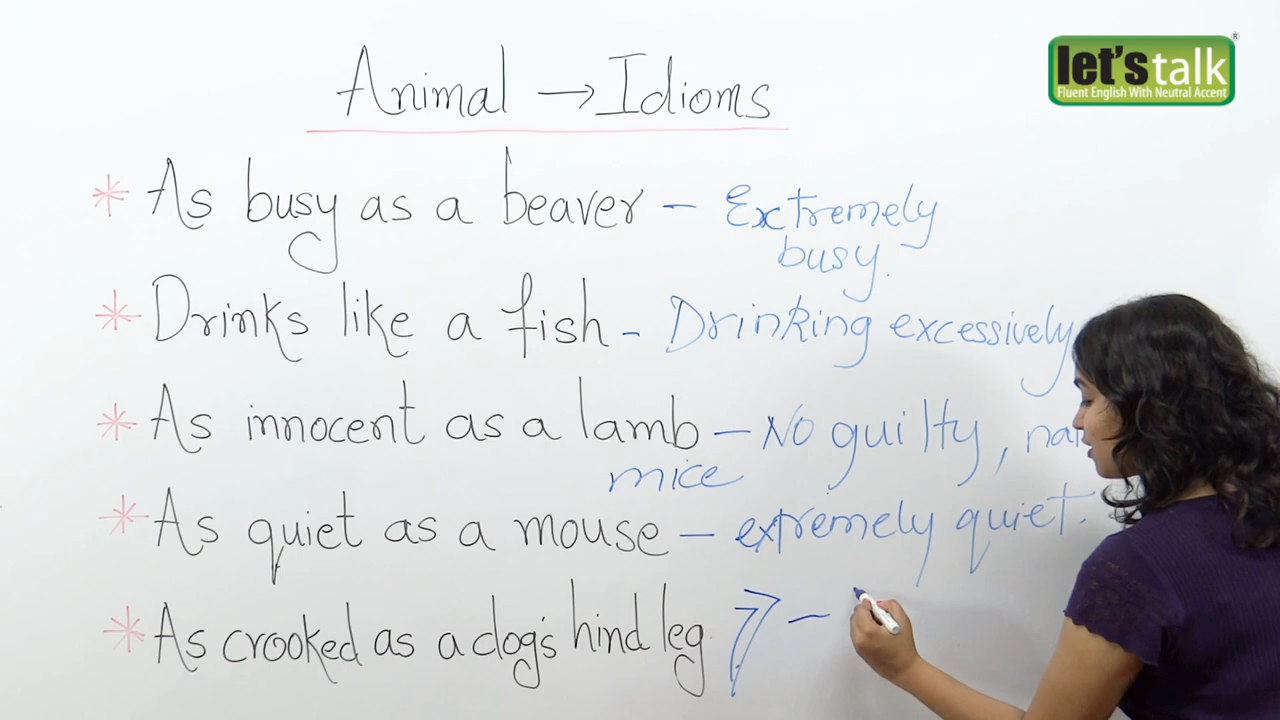 Animal → Idioms
let's talk ®
Fluent English With Neutral Accent
* As busy as a beaver - Extremely
busy.
* Drinks like a fish - Drinking excessively
* As innocent as a lamb - No guilty,
mice
* As quiet as a mouse - extremely quiet.
* As crooked as a dog's hind leg -